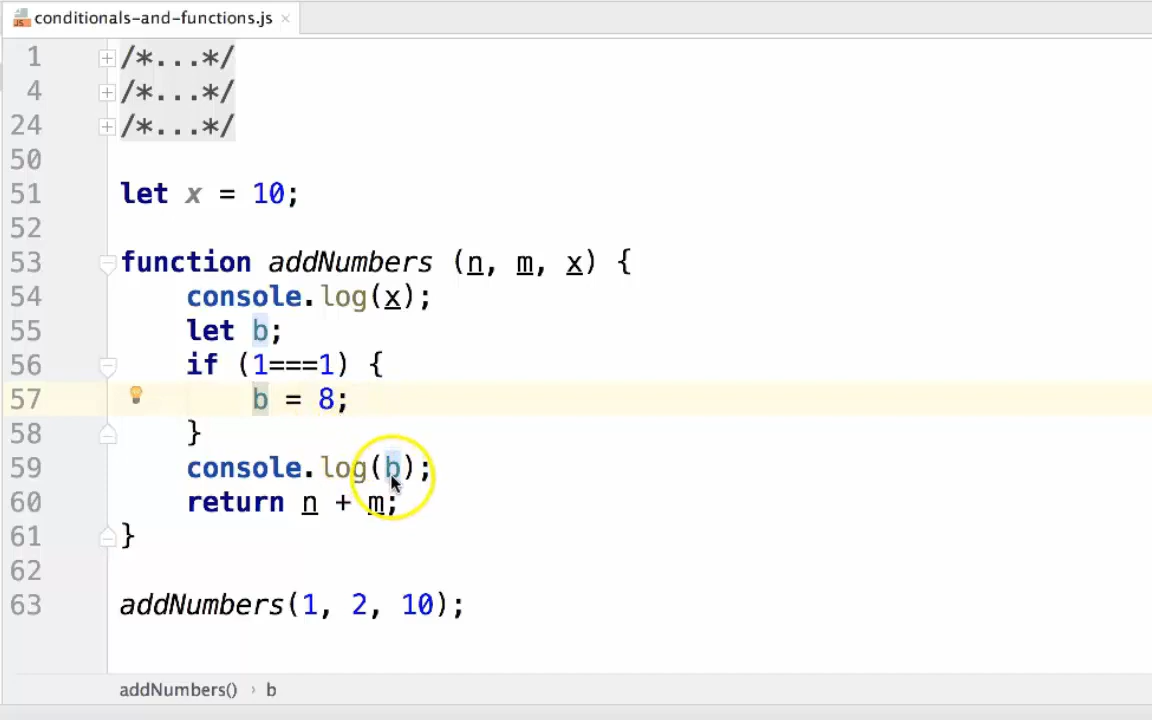 conditionals-and-functions.js
1 /*...*/
4 /*...*/
24 /*...*/
50
51 let x = 10;
52
53 function addNumbers (n, m, x) {
54     console.log(x);
55     let b;
56     if (1===1) {
57         b = 8;
58     }
59     console.log(b);
60     return n + m;
61 }
62
63 addNumbers(1, 2, 10);
addNumbers() › b